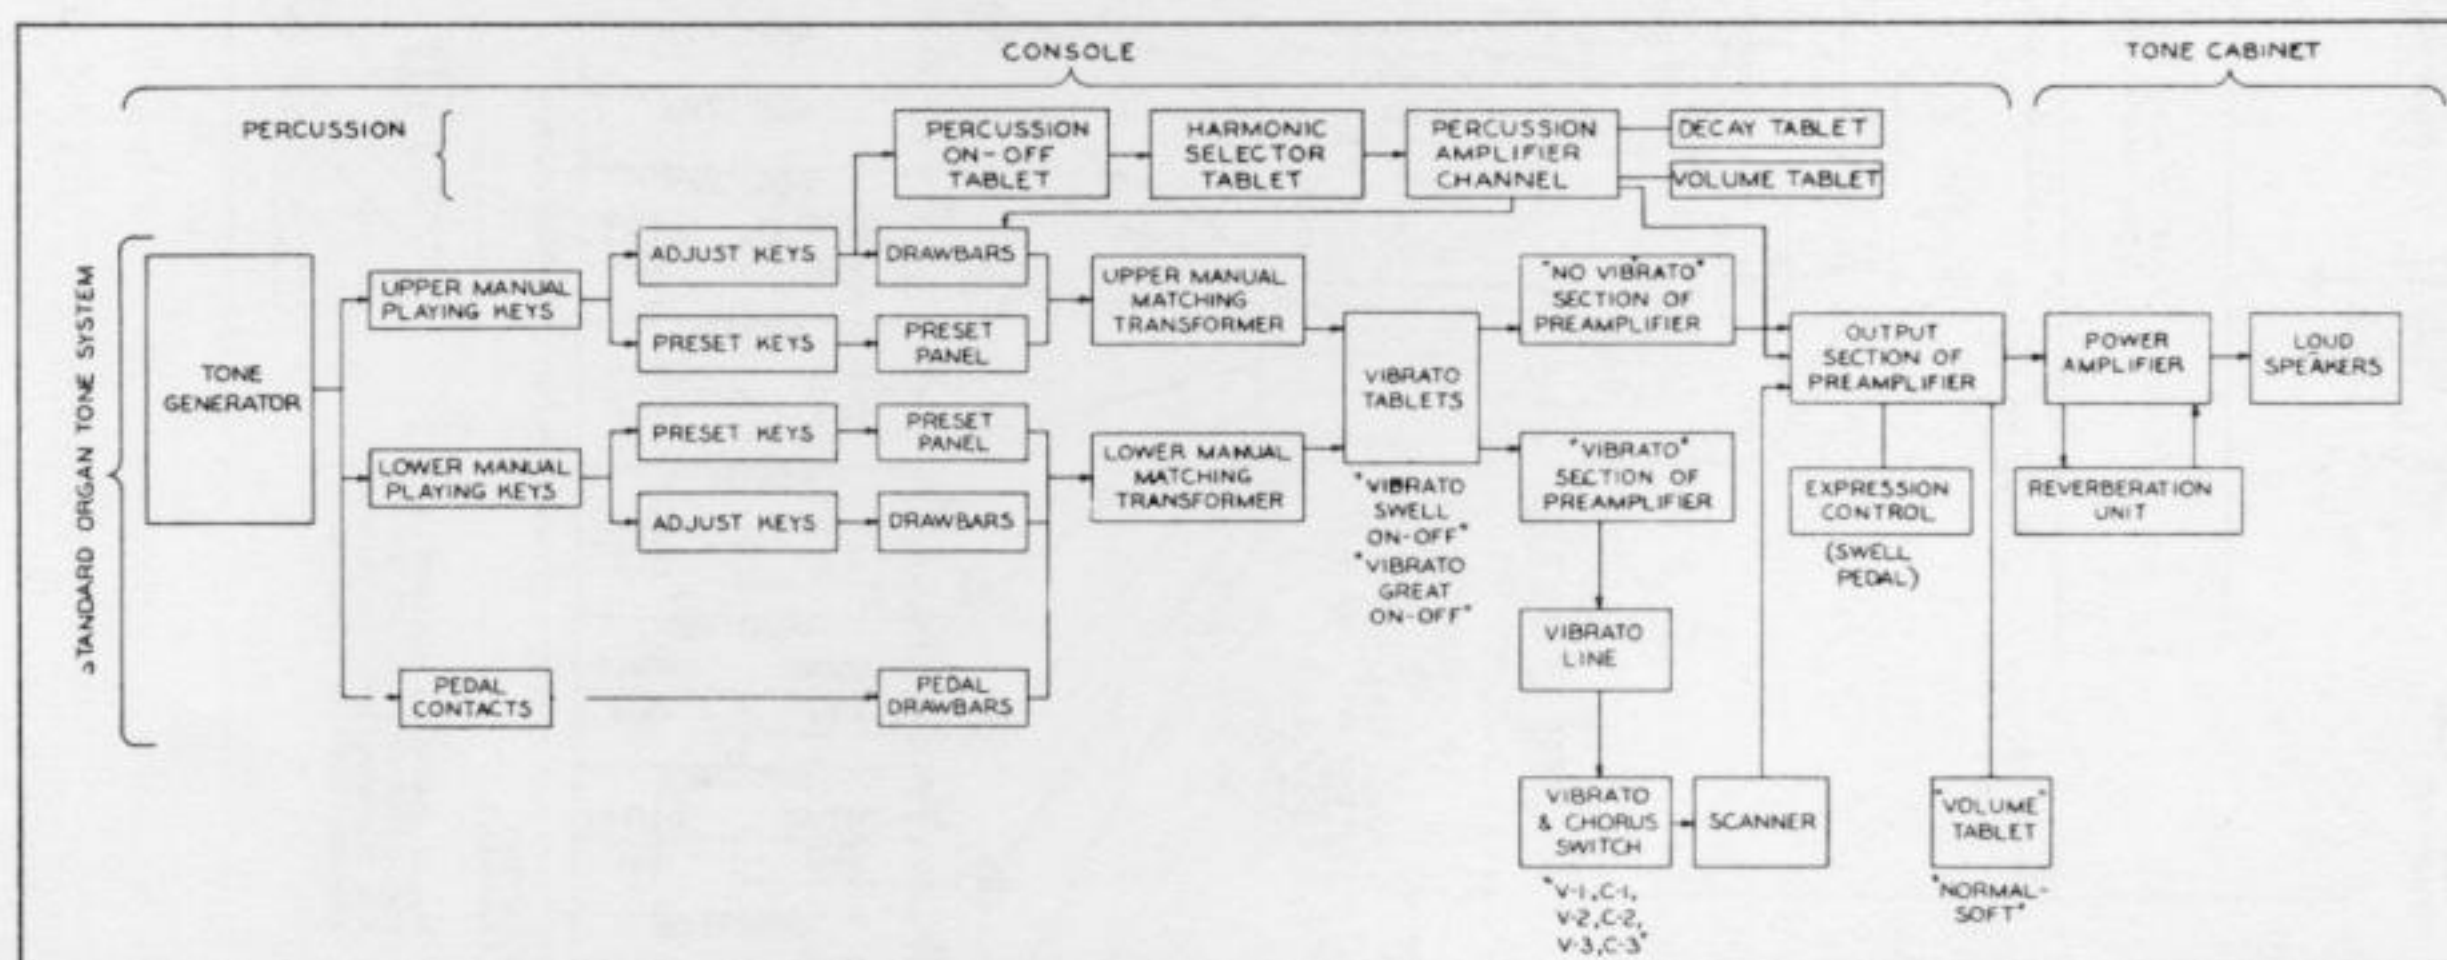 CONSOLE
TONE CABINET
PERCUSSION
PERCUSSION
ON-OFF
TABLET
HARMONIC
SELECTOR
TABLET
PERCUSSION
AMPLIFIER
CHANNEL
DECAY TABLET
VOLUME TABLET
STANDARD ORGAN TONE SYSTEM
TONE
GENERATOR
UPPER MANUAL
PLAYING KEYS
ADJUST KEYS
DRAWBARS
PRESET KEYS
PRESET
PANEL
UPPER MANUAL
MATCHING
TRANSFORMER
LOWER MANUAL
PLAYING KEYS
PRESET KEYS
PRESET
PANEL
ADJUST KEYS
DRAWBARS
LOWER MANUAL
MATCHING
TRANSFORMER
PEDAL
CONTACTS
PEDAL
DRAWBARS
VIBRATO
TABLETS
"VIBRATO
SWELL
ON-OFF"
"VIBRATO
GREAT
ON-OFF"
"NO VIBRATO"
SECTION OF
PREAMPLIFIER
"VIBRATO"
SECTION OF
PREAMPLIFIER
VIBRATO
LINE
VIBRATO
& CHORUS
SWITCH
"V-1,C-1,
V-2,C-2,
V-3,C-3"
SCANNER
OUTPUT
SECTION OF
PREAMPLIFIER
EXPRESSION
CONTROL
(SWELL
PEDAL)
"VOLUME"
TABLET
"NORMAL-
SOFT"
POWER
AMPLIFIER
REVERBERATION
UNIT
LOUD
SPEAKERS